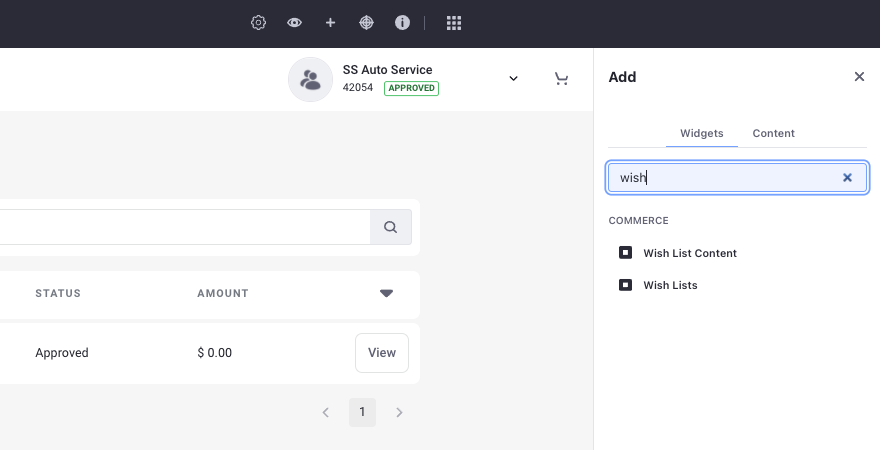 SS Auto Service
42054 APPROVED
Add
Widgets Content
wish
COMMERCE
Wish List Content
Wish Lists
STATUS AMOUNT
Approved $ 0.00 View
1